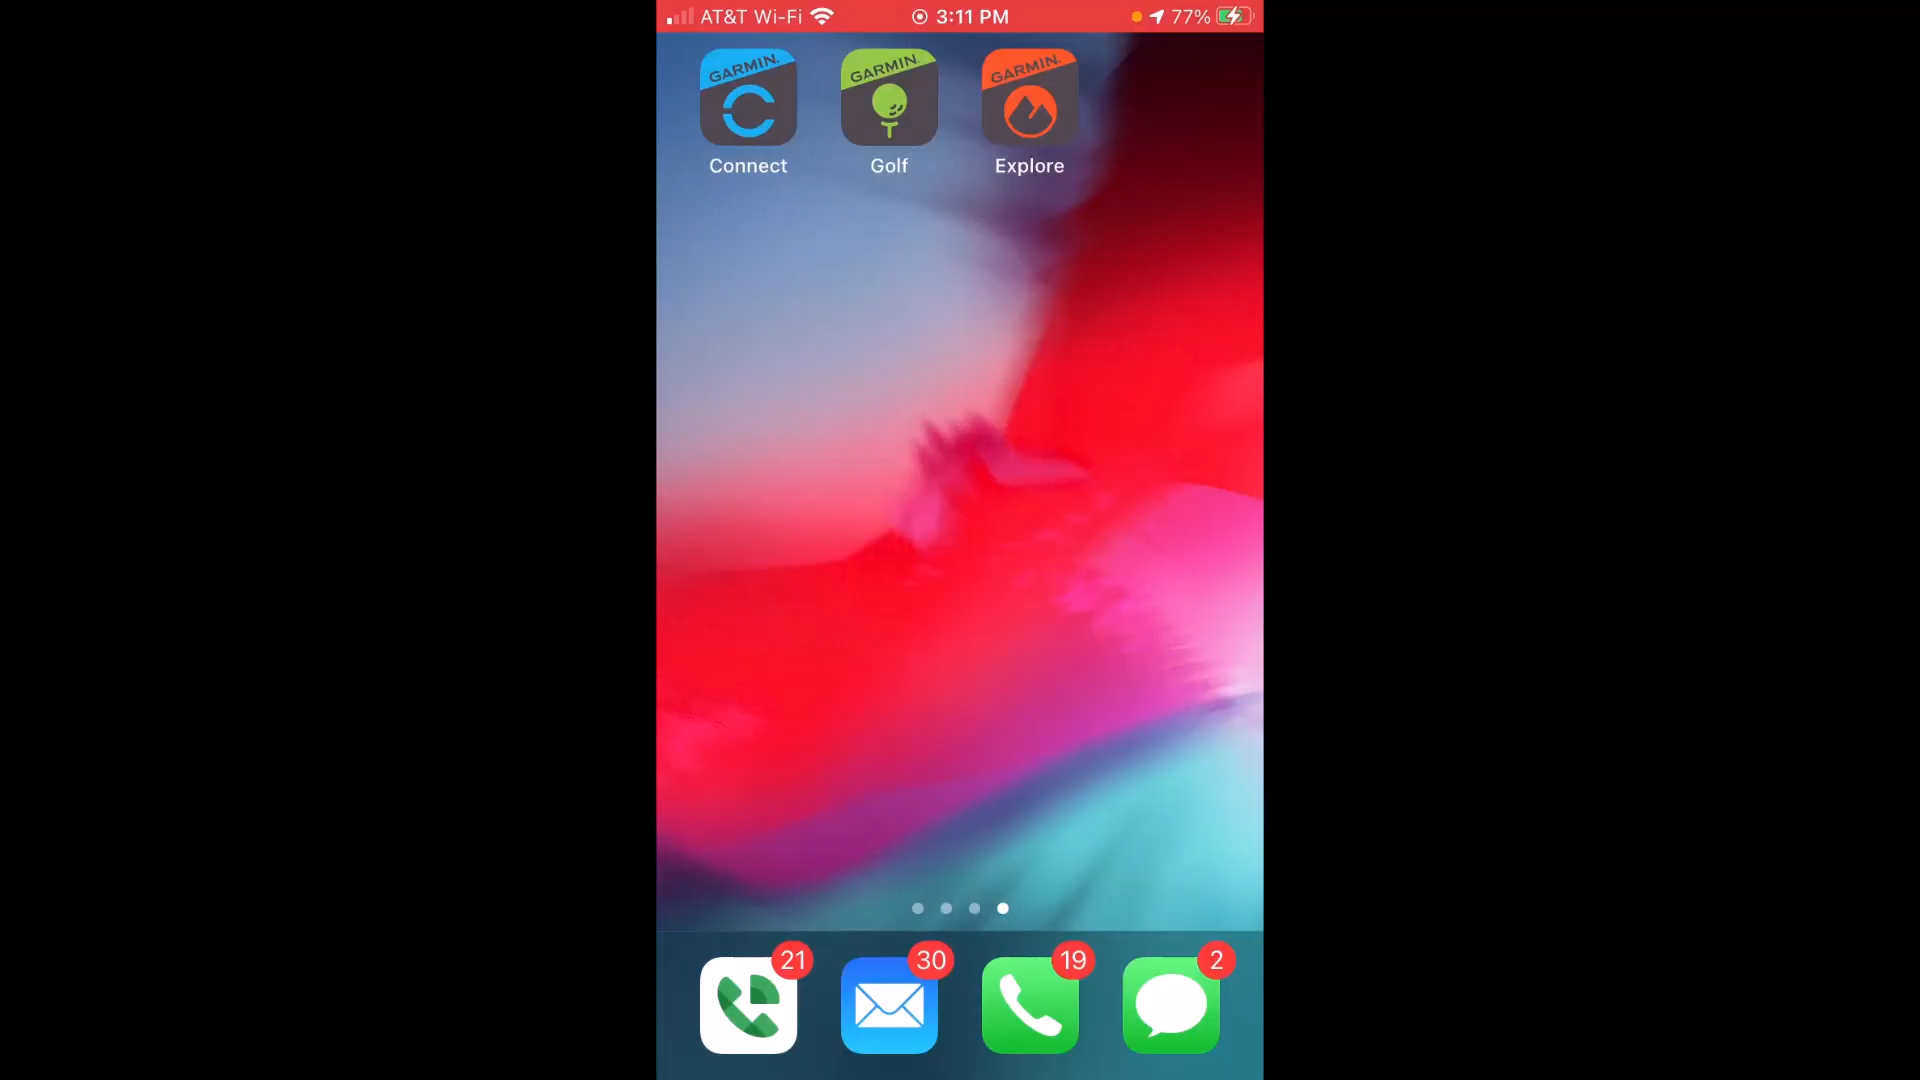 AT&T Wi-Fi 3:11 PM 77%
GARMIN. GARMIN. GARMIN.
Connect Golf Explore
21 30 19 2